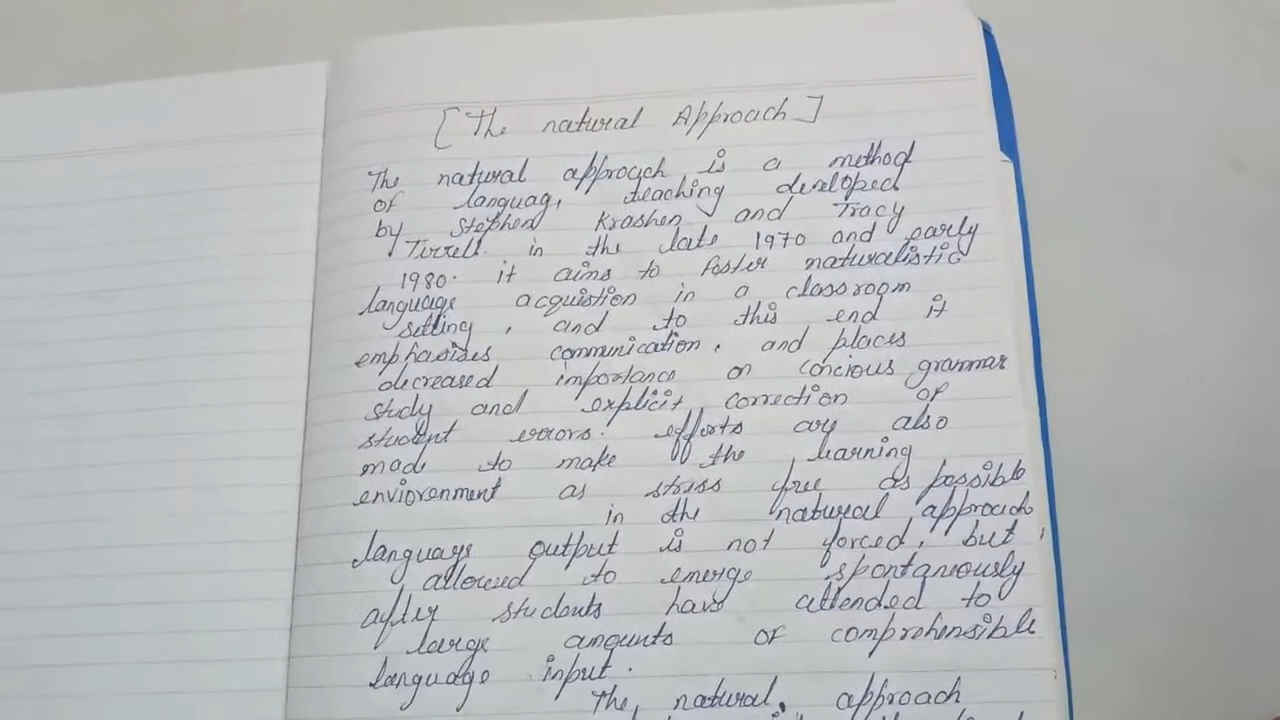 [The natural Approach]
The natural approach is a method
of languag, teaching developed
by Stephen Krashen and Tracy
Tirrell. in the late 1970 and early
1980. it aims to foster naturalistic
language acquistion in a classroom
setting, and to this end it
emphasises communication, and places
decreased importance on concious grammar
study and explicit correction of
student errors. efforts are also
made to make the learning
enviorenment as stress free as possible
in the natural approach
language output is not forced, but
allowed to emerge spontaneously
after students have attended to
large amounts of comprehensible
language input.
The, natural, approach